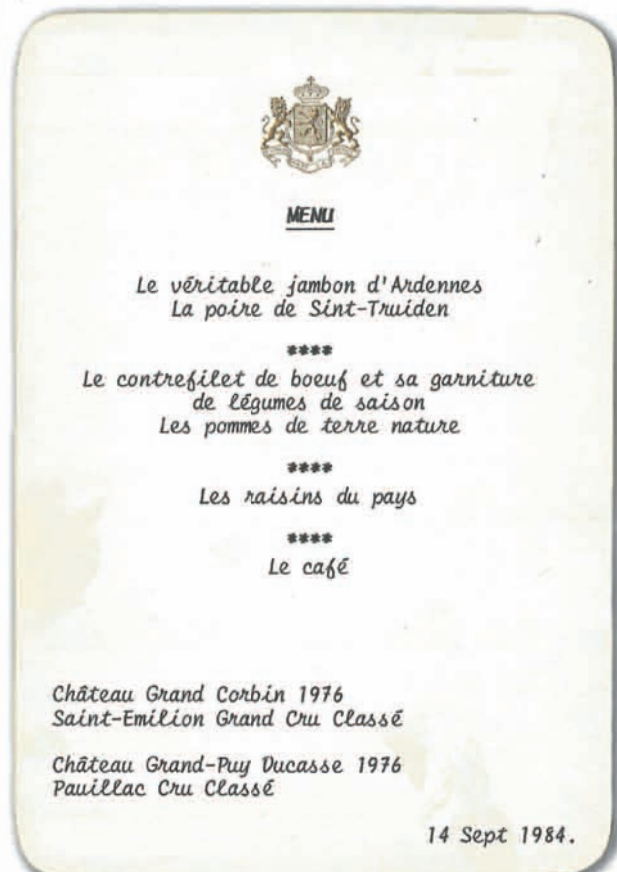 MENU
Le véritable jambon d'Ardennes
La poire de Sint-Truiden
****
Le contrefilet de boeuf et sa garniture
de légumes de saison
Les pommes de terre nature
****
Les raisins du pays
****
Le café
Château Grand Corbin 1976
Saint-Emilion Grand Cru Classé
Château Grand-Puy Ducasse 1976
Pauillac Cru Classé
14 Sept 1984.